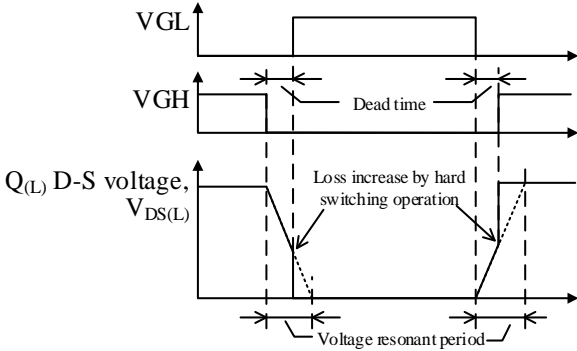 VGL
VGH
Dead time
Q(L) D-S voltage,
VDS(L)
Loss increase by hard
switching operation
Voltage resonant period